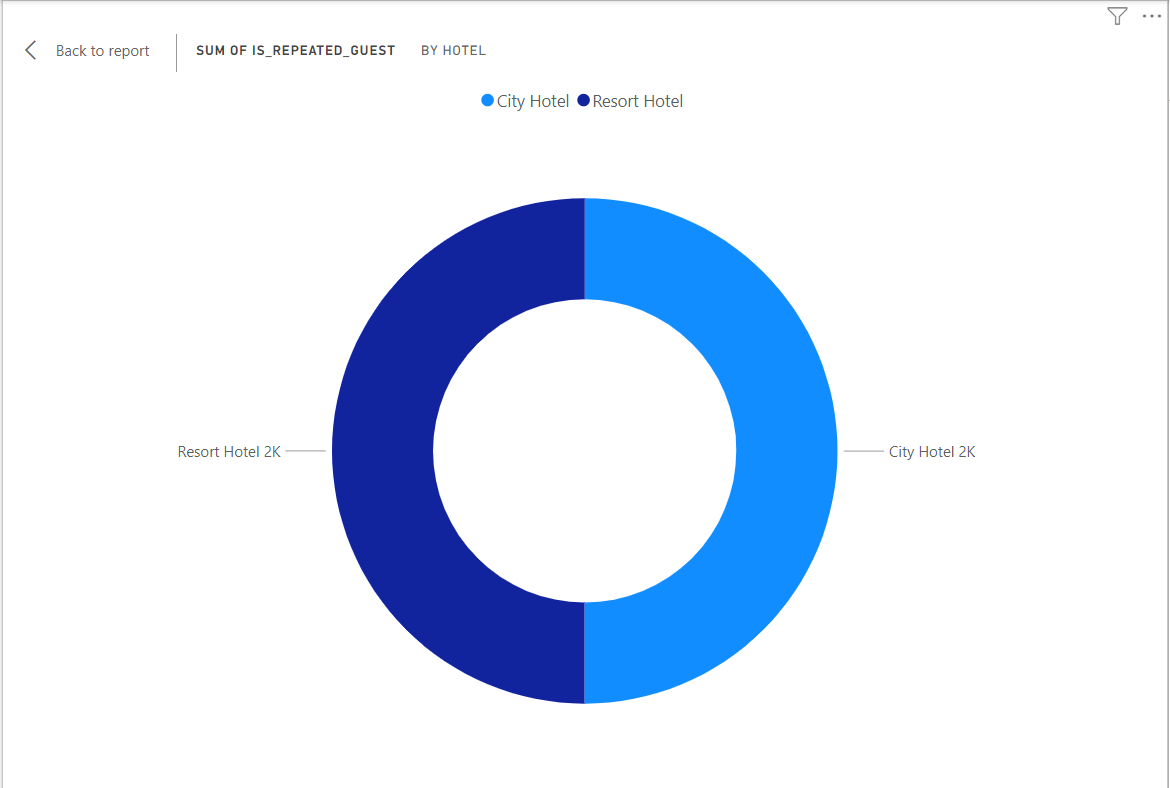 Back to report SUM OF IS_REPEATED_GUEST BY HOTEL
City Hotel Resort Hotel
Resort Hotel 2K City Hotel 2K